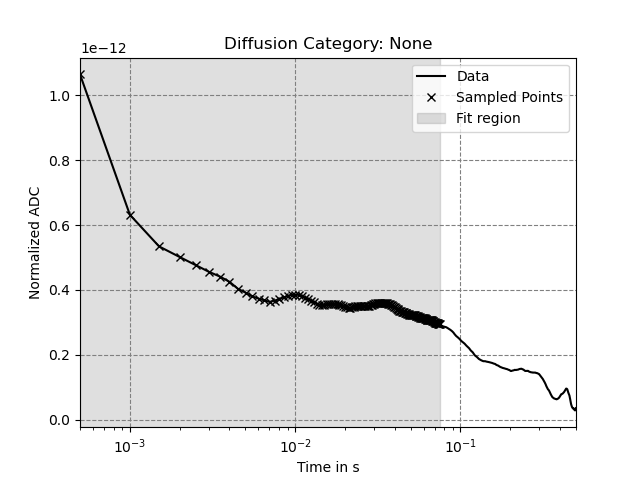 Diffusion Category: None
1e−12
Data
Sampled Points
Fit region
Normalized ADC
1.0
0.8
0.6
0.4
0.2
0.0
10⁻³
10⁻²
10⁻¹
Time in s